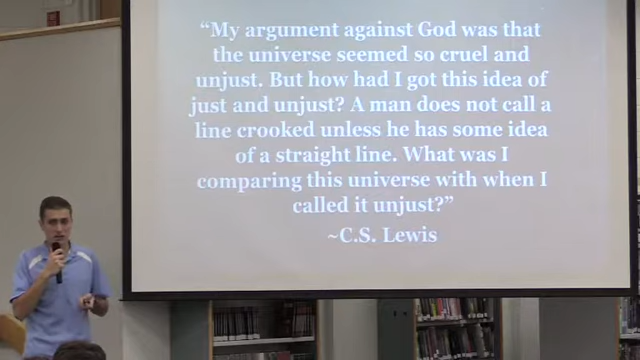 “My argument against God was that
the universe seemed so cruel and
unjust. But how had I got this idea of
just and unjust? A man does not call a
line crooked unless he has some idea
of a straight line. What was I
comparing this universe with when I
called it unjust?”
~C.S. Lewis